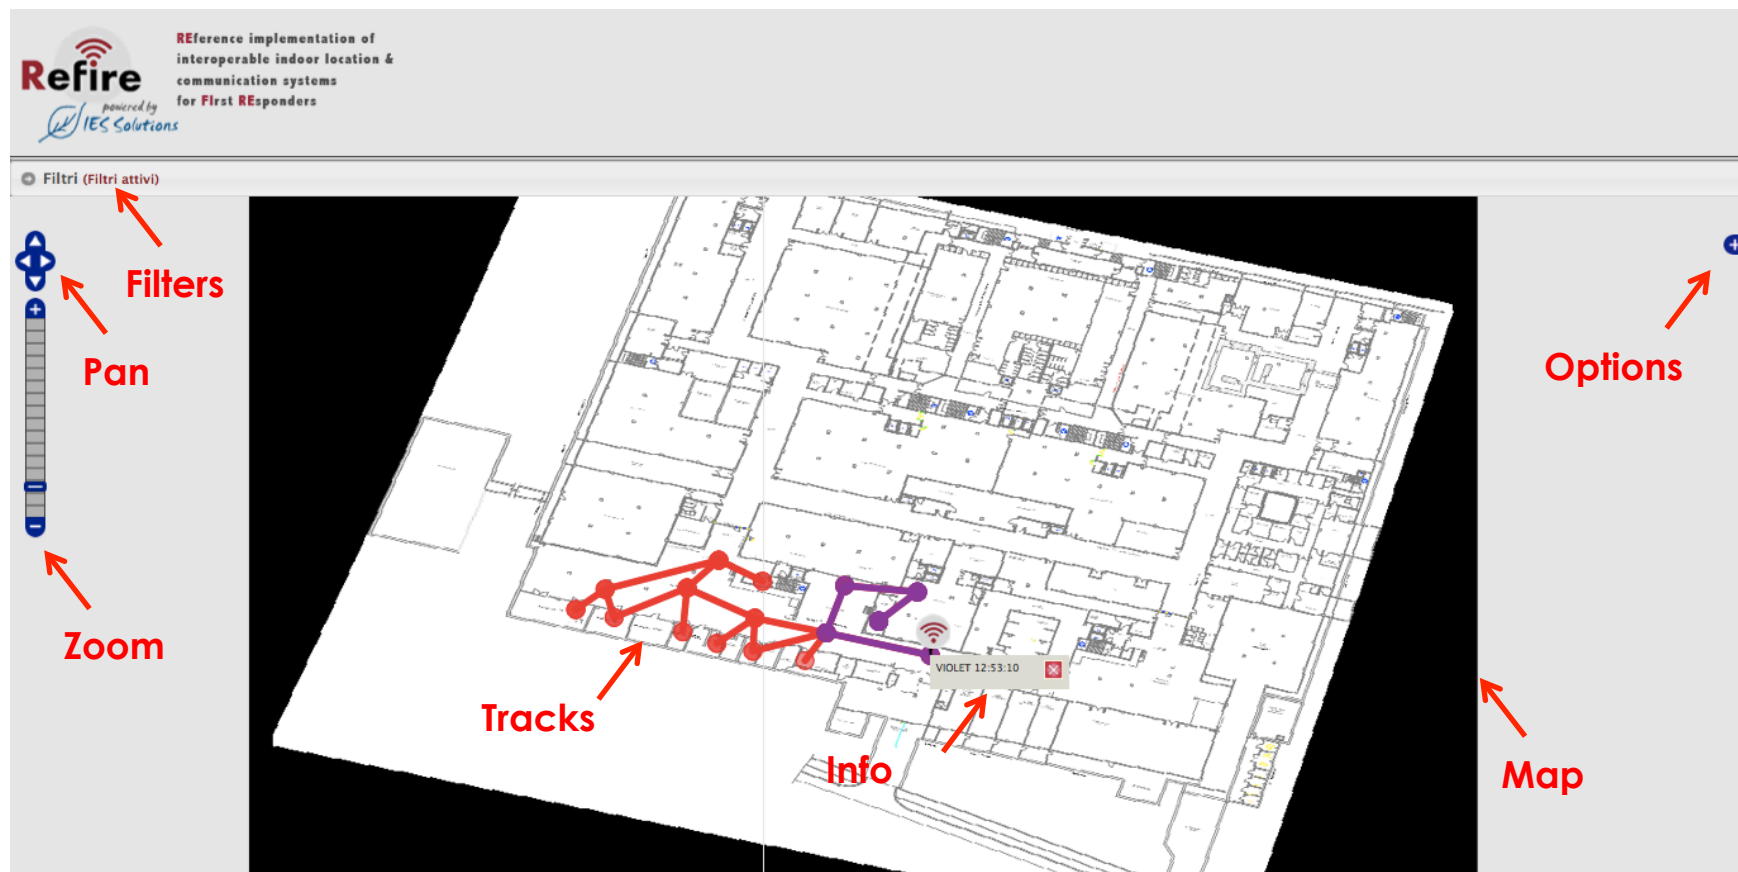 Refire
powered by
IES Solutions
REference implementation of
interoperable indoor location &
communication systems
for FIrst REsponders
Filtri (Filtri attivi)
Filters
Pan
Options
Zoom
Tracks
VIOLET 12:53:10
Info
Map